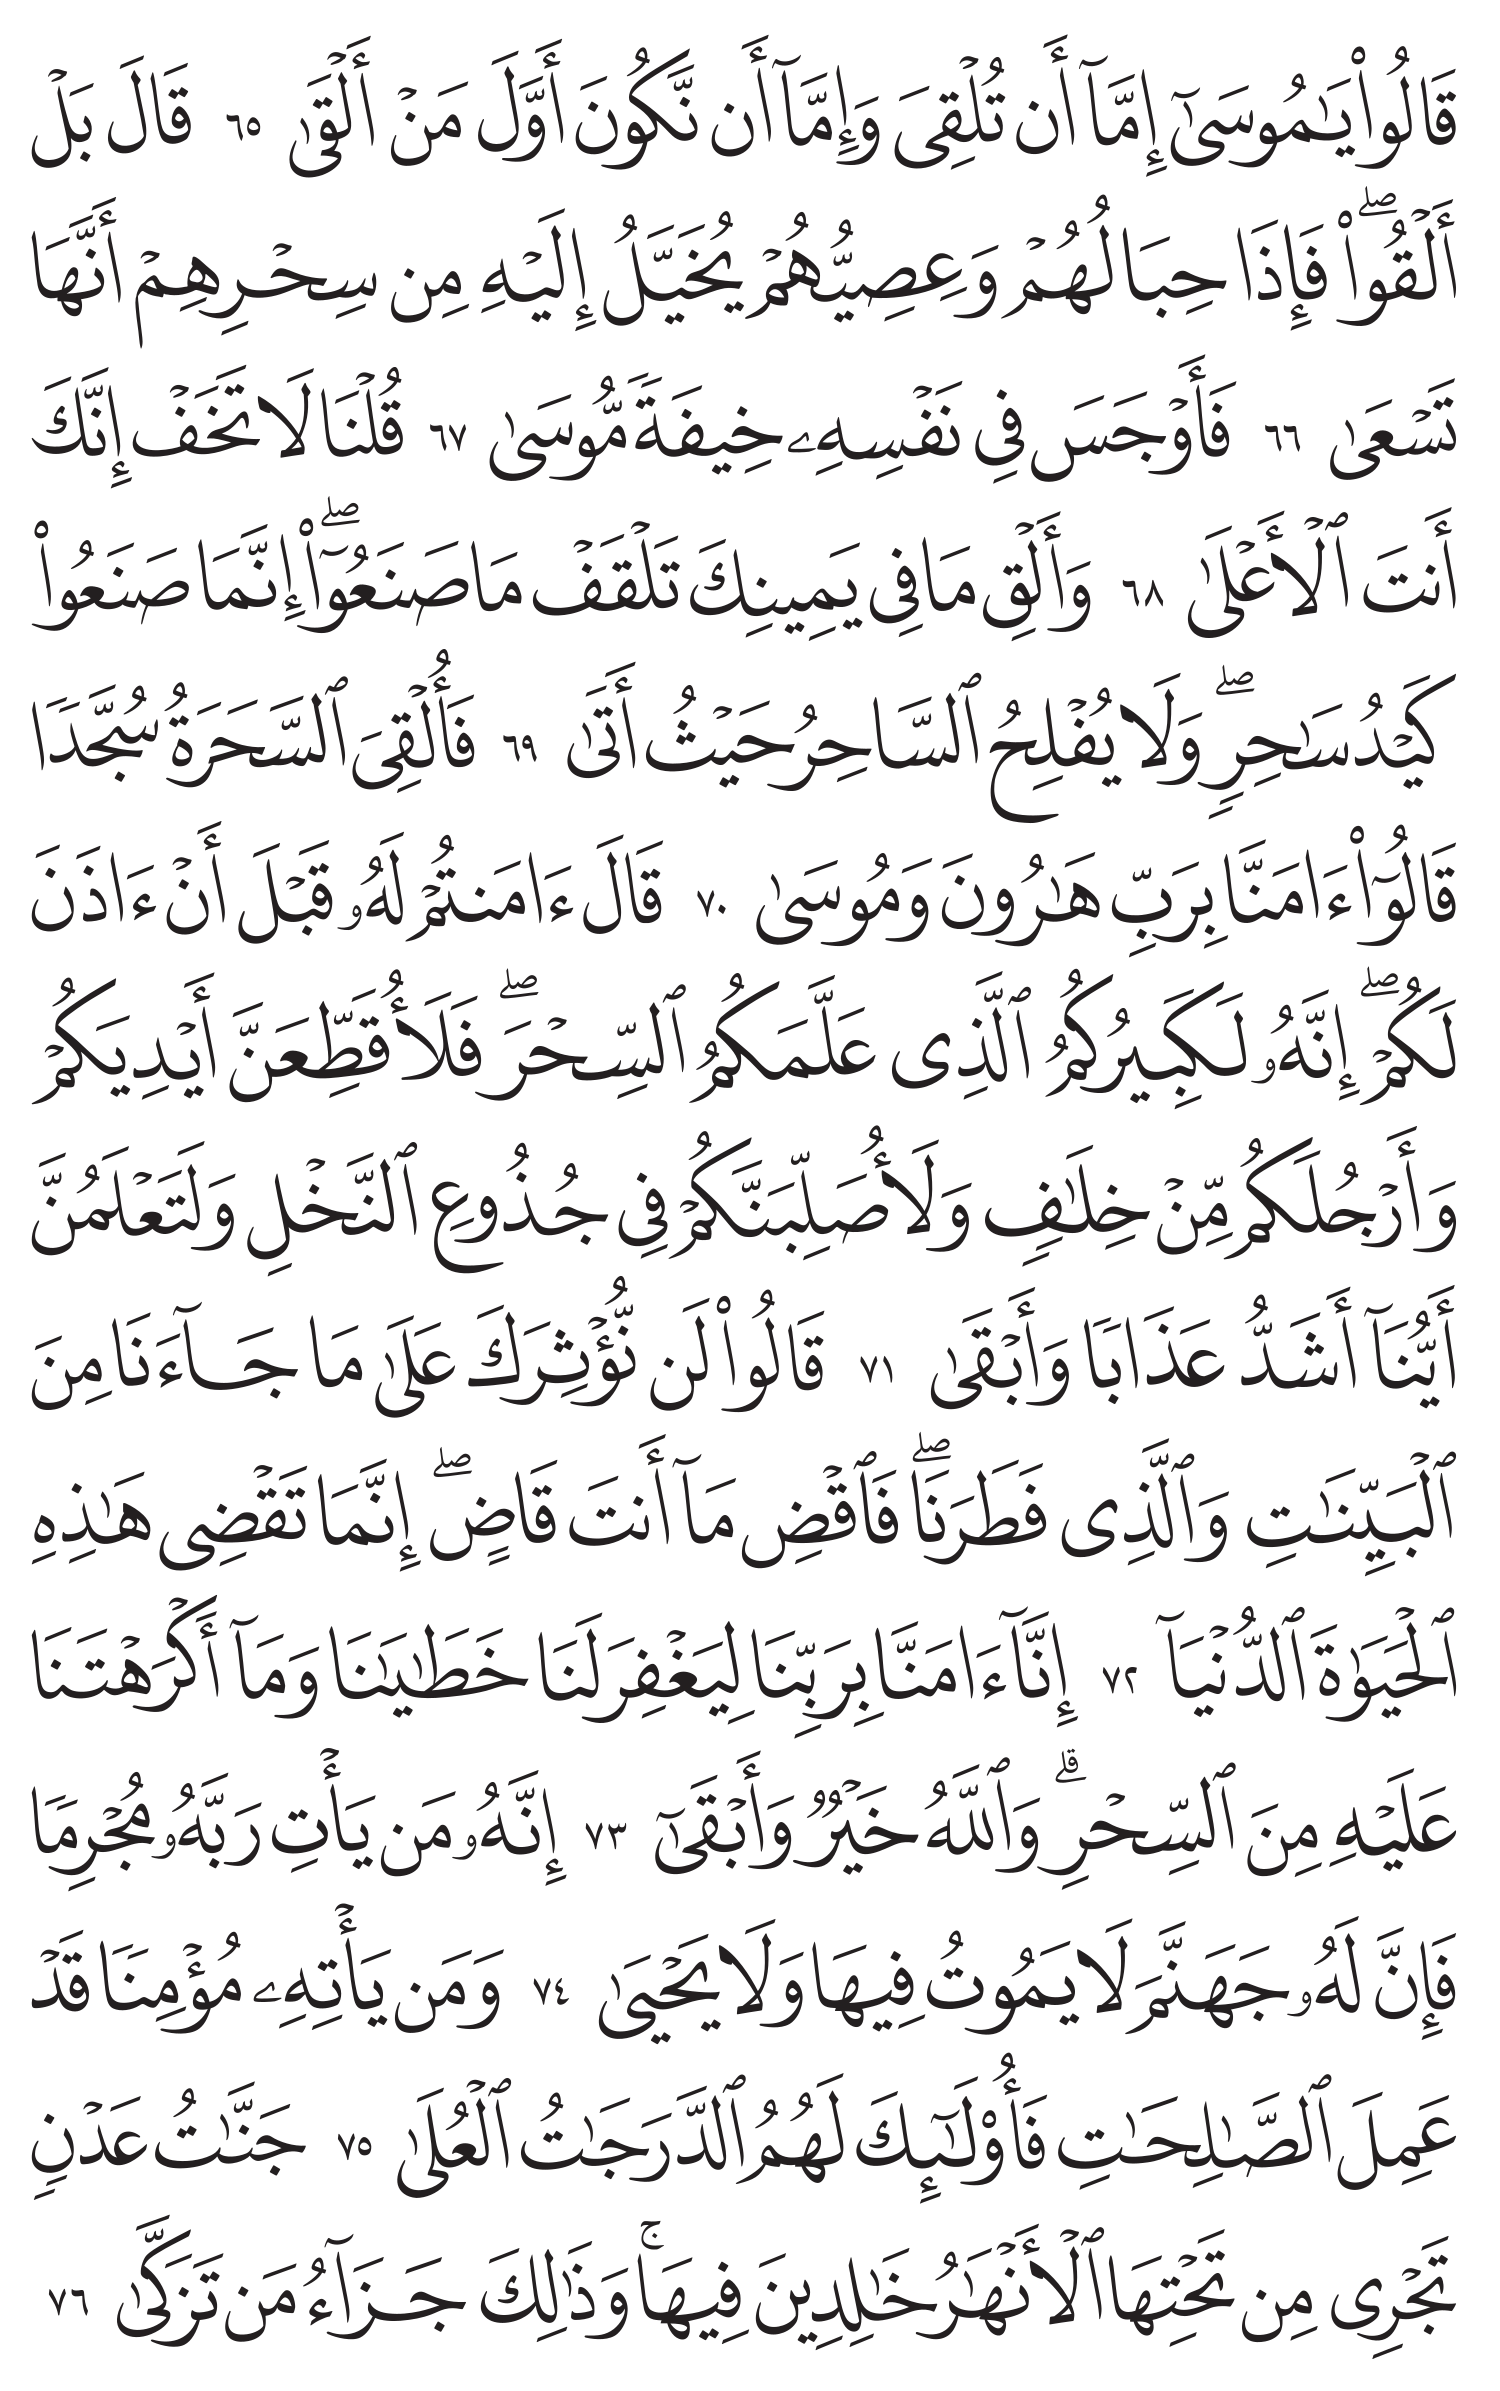 قَالُوا۟ يَـٰمُوسَىٰٓ إِمَّآ أَن تُلْقِىَ وَإِمَّآ أَن نَّكُونَ أَوَّلَ مَنْ أَلْقَىٰ ٦٥ قَالَ بَلْ
أَلْقُوا۟ ۖ فَإِذَا حِبَالُهُمْ وَعِصِيُّهُمْ يُخَيَّلُ إِلَيْهِ مِن سِحْرِهِمْ أَنَّهَا
تَسْعَىٰ ٦٦ فَأَوْجَسَ فِى نَفْسِهِۦ خِيفَةً مُّوسَىٰ ٦٧ قُلْنَا لَا تَخَفْ إِنَّكَ
أَنتَ ٱلْأَعْلَىٰ ٦٨ وَأَلْقِ مَا فِى يَمِينِكَ تَلْقَفْ مَا صَنَعُوٓا۟ ۖ إِنَّمَا صَنَعُوا۟
كَيْدُ سَـٰحِرٍ ۖ وَلَا يُفْلِحُ ٱلسَّاحِرُ حَيْثُ أَتَىٰ ٦٩ فَأُلْقِىَ ٱلسَّحَرَةُ سُجَّدًا
قَالُوٓا۟ ءَامَنَّا بِرَبِّ هَـٰرُونَ وَمُوسَىٰ ٧٠ قَالَ ءَامَنتُمْ لَهُۥ قَبْلَ أَنْ ءَاذَنَ
لَكُمْ ۖ إِنَّهُۥ لَكَبِيرُكُمُ ٱلَّذِى عَلَّمَكُمُ ٱلسِّحْرَ ۖ فَلَأُقَطِّعَنَّ أَيْدِيَكُمْ
وَأَرْجُلَكُم مِّنْ خِلَـٰفٍ وَلَأُصَلِّبَنَّكُمْ فِى جُذُوعِ ٱلنَّخْلِ وَلَتَعْلَمُنَّ
أَيُّنَآ أَشَدُّ عَذَابًا وَأَبْقَىٰ ٧١ قَالُوا۟ لَن نُّؤْثِرَكَ عَلَىٰ مَا جَآءَنَا مِنَ
ٱلْبَيِّنَـٰتِ وَٱلَّذِى فَطَرَنَا ۖ فَٱقْضِ مَآ أَنتَ قَاضٍ ۖ إِنَّمَا تَقْضِى هَـٰذِهِ
ٱلْحَيَوٰةَ ٱلدُّنْيَآ ٧٢ إِنَّآ ءَامَنَّا بِرَبِّنَا لِيَغْفِرَ لَنَا خَطَـٰيَـٰنَا وَمَآ أَكْرَهْتَنَا
عَلَيْهِ مِنَ ٱلسِّحْرِ ۗ وَٱللَّهُ خَيْرٌ وَأَبْقَىٰٓ ٧٣ إِنَّهُۥ مَن يَأْتِ رَبَّهُۥ مُجْرِمًا
فَإِنَّ لَهُۥ جَهَنَّمَ لَا يَمُوتُ فِيهَا وَلَا يَحْيَىٰ ٧٤ وَمَن يَأْتِهِۦ مُؤْمِنًا قَدْ
عَمِلَ ٱلصَّـٰلِحَـٰتِ فَأُو۟لَـٰٓئِكَ لَهُمُ ٱلدَّرَجَـٰتُ ٱلْعُلَىٰ ٧٥ جَنَّـٰتُ عَدْنٍ
تَجْرِى مِن تَحْتِهَا ٱلْأَنْهَـٰرُ خَـٰلِدِينَ فِيهَا ۚ وَذَٰلِكَ جَزَآءُ مَن تَزَكَّىٰ ٧٦